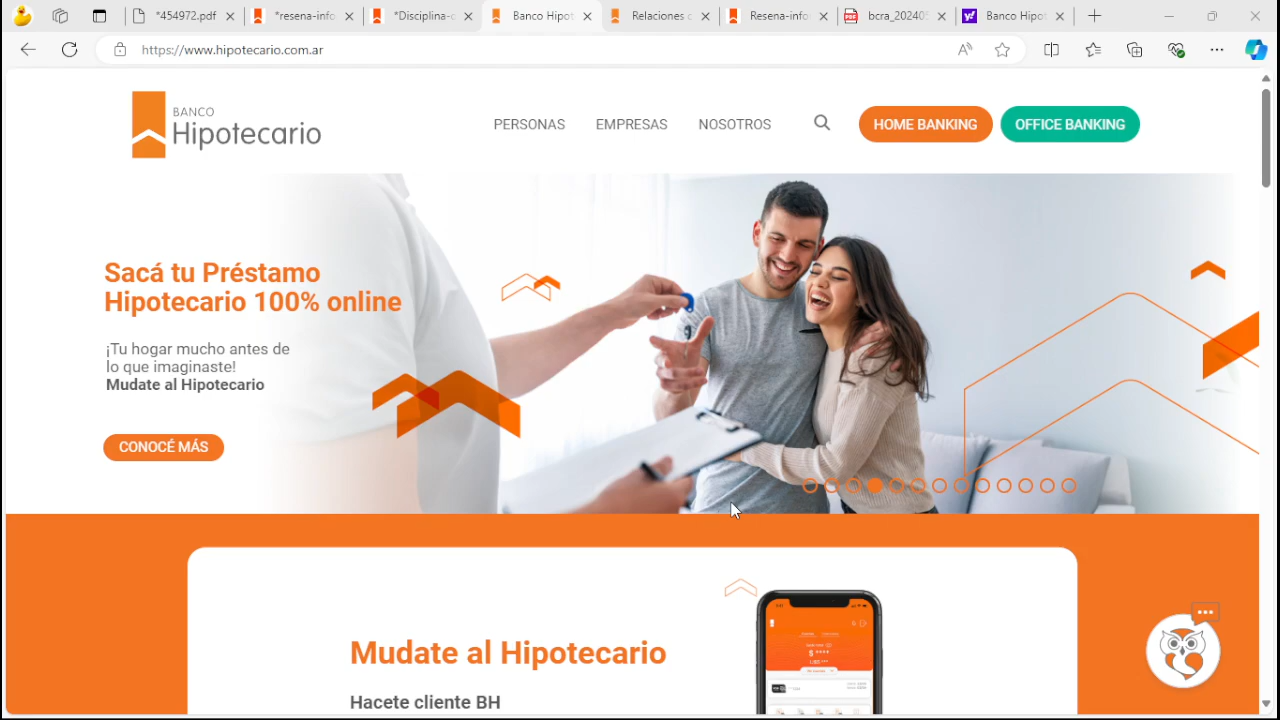 *454972.pdf
*resena-info
*Disciplina-c
Banco Hipot
Relaciones c
Resena-info
bcra_202405
Banco Hipo
https://www.hipotecario.com.ar
BANCO
Hipotecario
PERSONAS
EMPRESAS
NOSOTROS
HOME BANKING
OFFICE BANKING
Sacá tu Préstamo
Hipotecario 100% online
¡Tu hogar mucho antes de
lo que imaginaste!
Mudate al Hipotecario
CONOCÉ MÁS
Mudate al Hipotecario
Hacete cliente BH